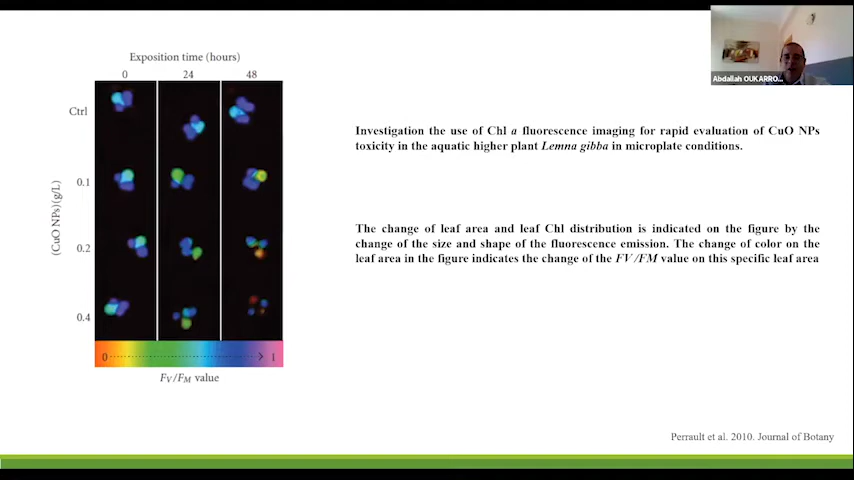 Abdallah OUKARRO...
Exposition time (hours)
0 24 48
Ctrl
0.1
0.2
0.4
(CuO NPs)(g/L)
0 1
FV/FM value
Investigation the use of Chl a fluorescence imaging for rapid evaluation of CuO NPs
toxicity in the aquatic higher plant Lemna gibba in microplate conditions.
The change of leaf area and leaf Chl distribution is indicated on the figure by the
change of the size and shape of the fluorescence emission. The change of color on the
leaf area in the figure indicates the change of the FV/FM value on this specific leaf area
Perrault et al. 2010. Journal of Botany